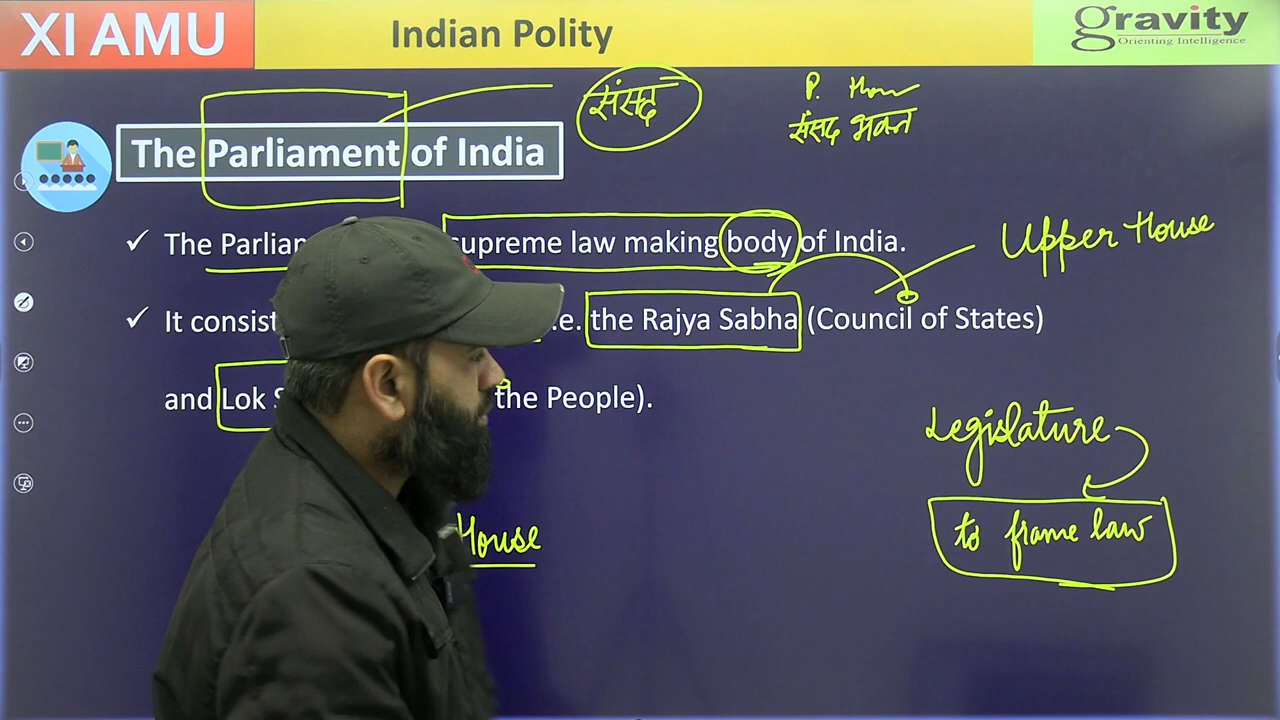 XI AMU
Indian Polity
gravity
Orienting Intelligence
संसद
P.
संसद भवन
The Parliament of India
✓ The Parlian supreme law making body of India.
Upper House
✓ It consist .e. the Rajya Sabha (Council of States)
and Lok S the People).
Legislature
to frame law
House